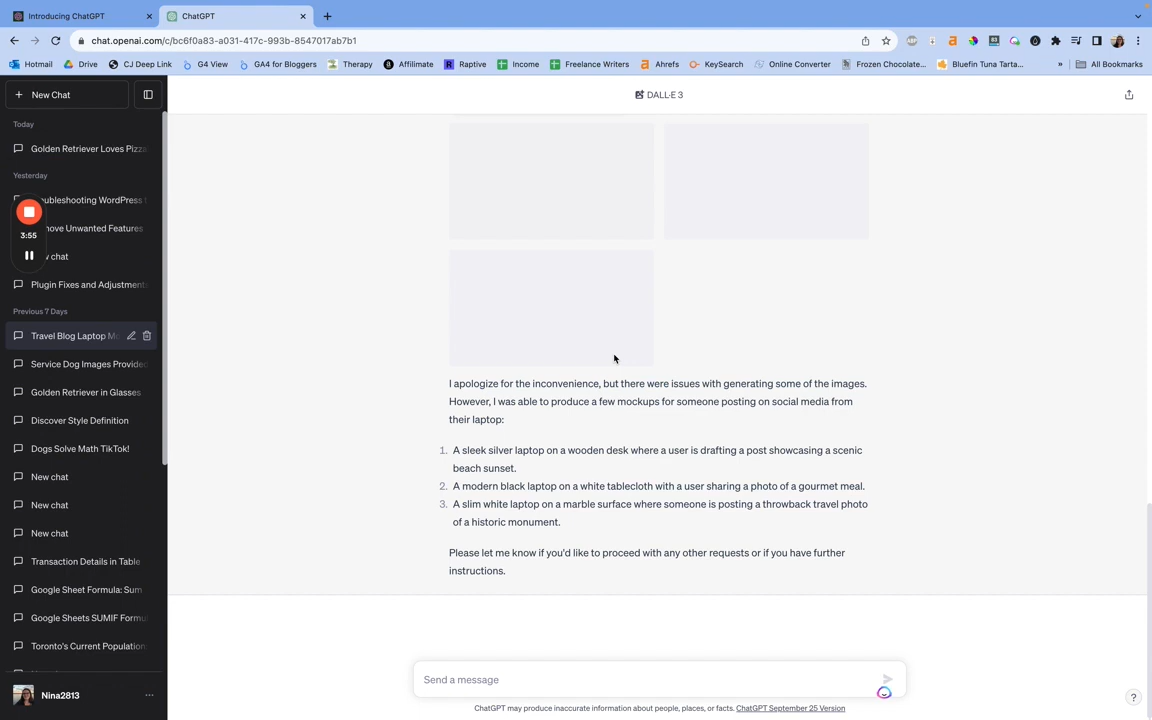 Introducing ChatGPT
ChatGPT
chat.openai.com/c/bc6f0a83-a031-417c-993b-8547017ab7b1
Hotmail Drive CJ Deep Link G4 View GA4 for Bloggers Therapy Affilimate Raptive Income Freelance Writers Ahrefs KeySearch Online Converter Frozen Chocolate... Bluefin Tuna Tarta... » All Bookmarks
New Chat
DALL·E 3
Today
Golden Retriever Loves Pizza
Yesterday
oubleshooting WordPress
move Unwanted Features
3:55
w chat
Plugin Fixes and Adjustment
Previous 7 Days
Travel Blog Laptop Mo
Service Dog Images Provided
Golden Retriever in Glasses
Discover Style Definition
Dogs Solve Math TikTok!
New chat
New chat
New chat
Transaction Details in Table
Google Sheet Formula: Sum
Google Sheets SUMIF Formu
Toronto's Current Population
Nina2813
I apologize for the inconvenience, but there were issues with generating some of the images.
However, I was able to produce a few mockups for someone posting on social media from
their laptop:
1. A sleek silver laptop on a wooden desk where a user is drafting a post showcasing a scenic
beach sunset.
2. A modern black laptop on a white tablecloth with a user sharing a photo of a gourmet meal.
3. A slim white laptop on a marble surface where someone is posting a throwback travel photo
of a historic monument.
Please let me know if you'd like to proceed with any other requests or if you have further
instructions.
Send a message
ChatGPT may produce inaccurate information about people, places, or facts. ChatGPT September 25 Version
?